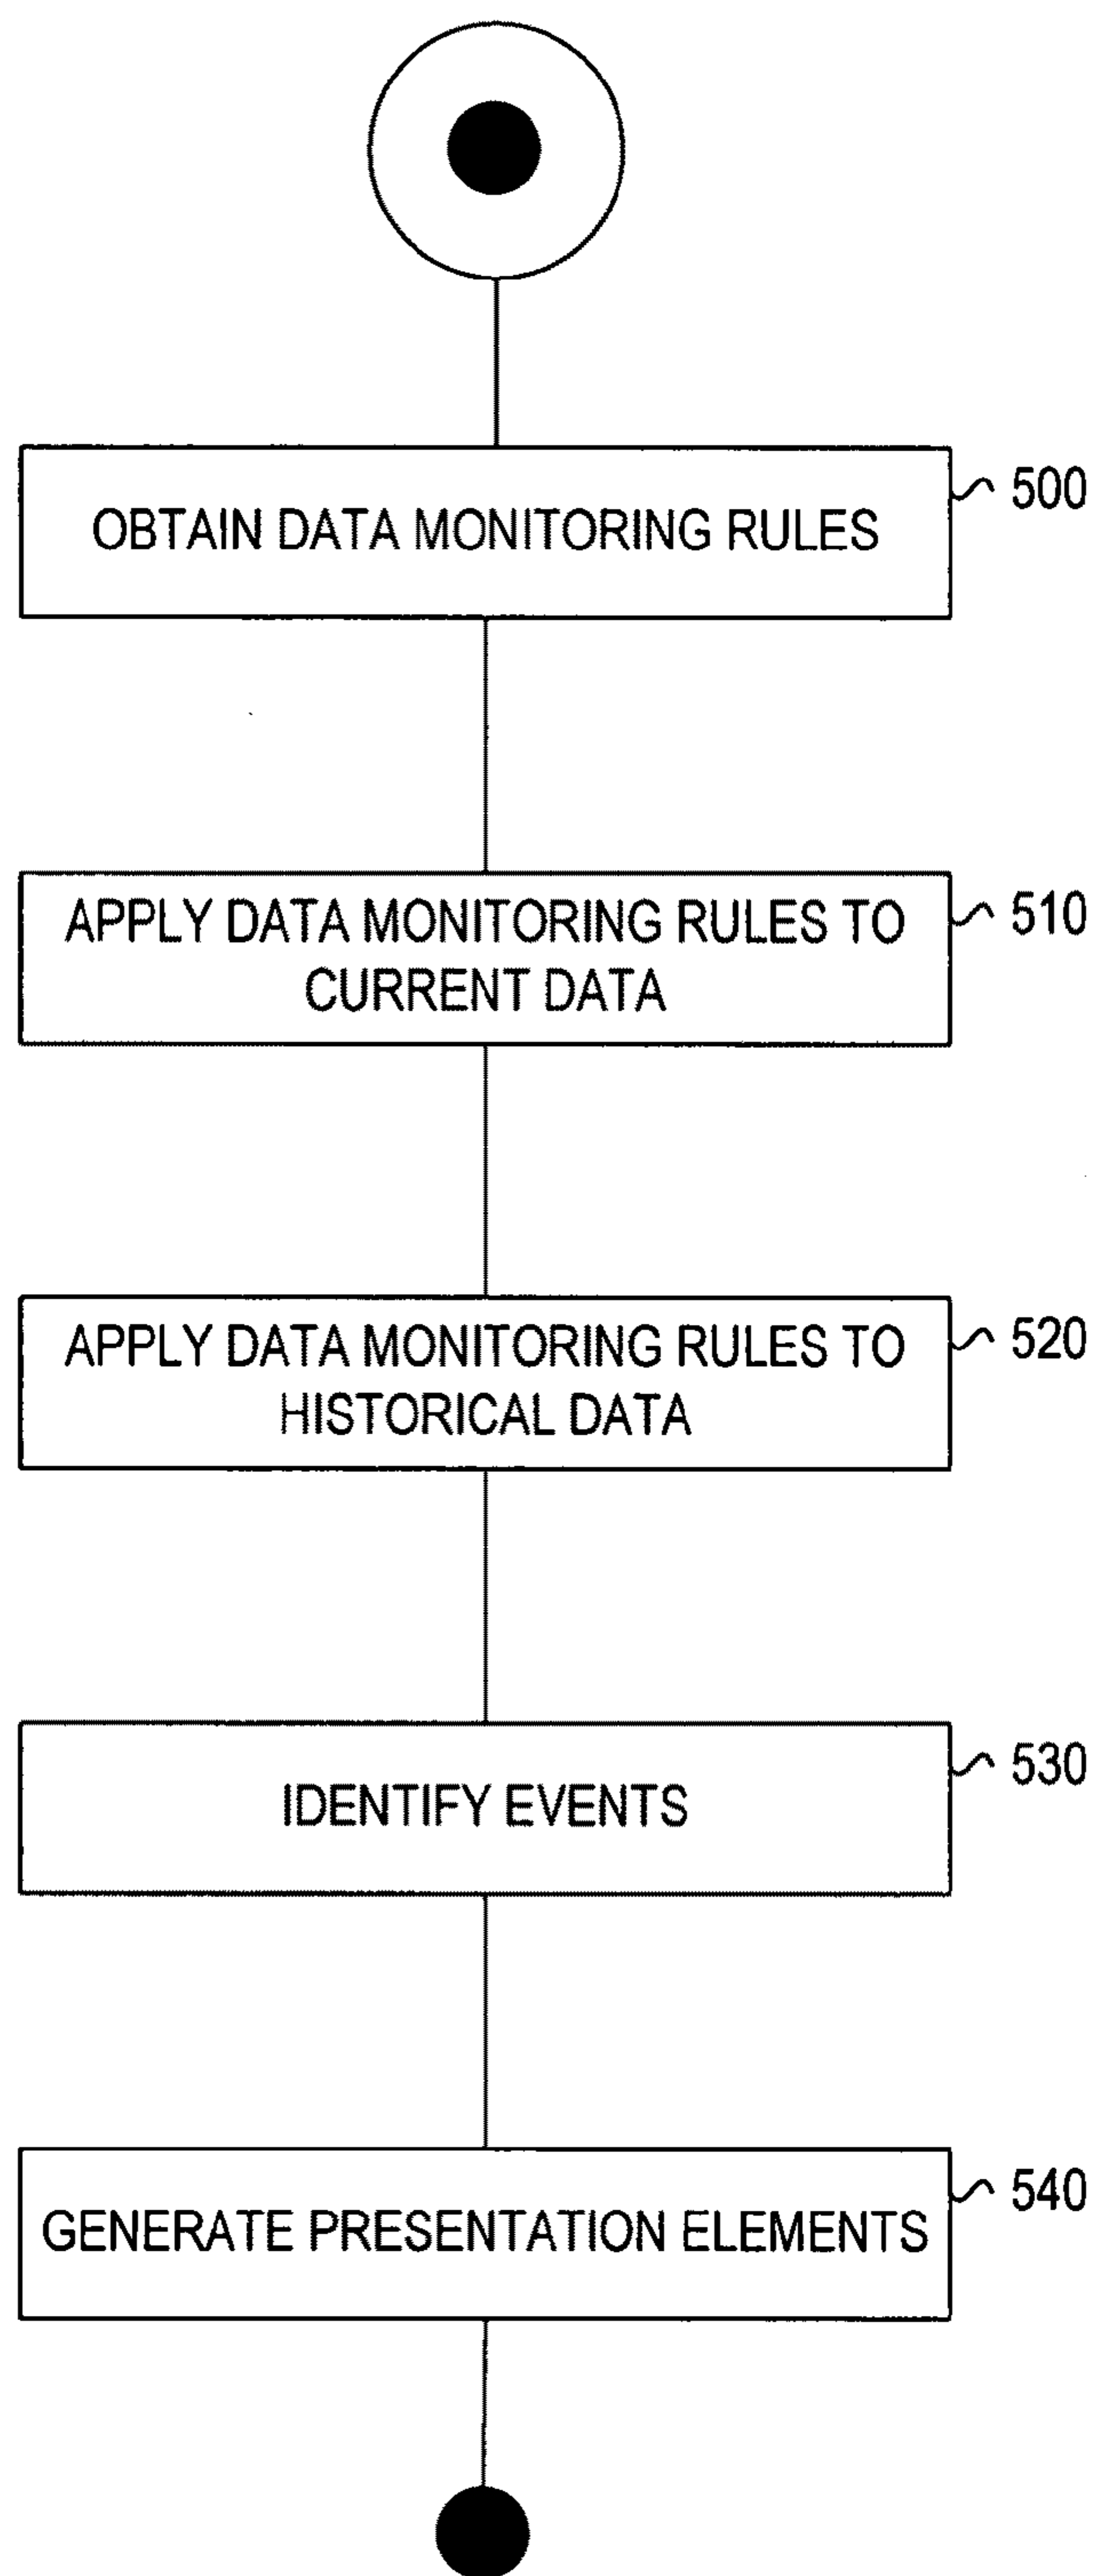 OBTAIN DATA MONITORING RULES
500
APPLY DATA MONITORING RULES TO
CURRENT DATA
510
APPLY DATA MONITORING RULES TO
HISTORICAL DATA
520
IDENTIFY EVENTS
530
GENERATE PRESENTATION ELEMENTS
540